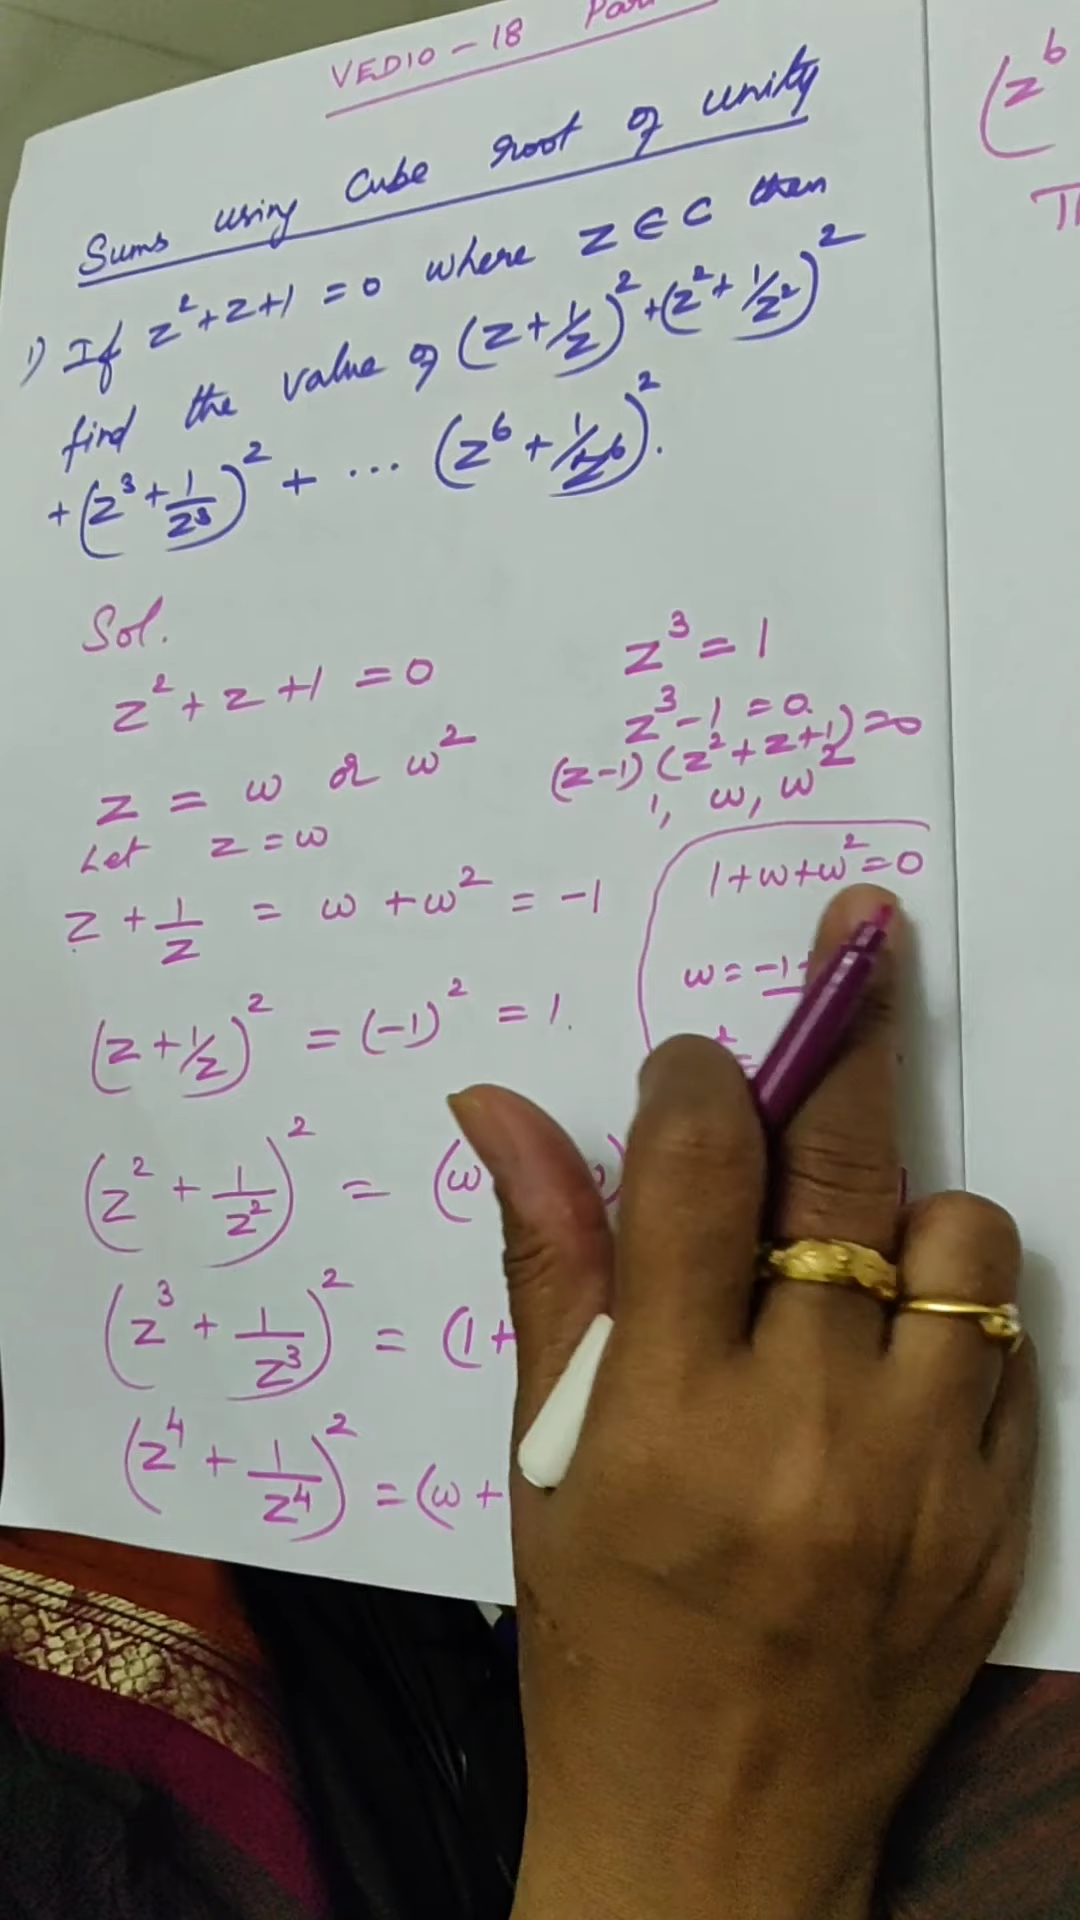 VEDIO - 18
Sums using Cube root of unity
1) If z² + z + 1 = 0 where z ∈ C then
find the value of (z + 1/z)² + (z² + 1/z²)²
+ (z³ + 1/z³)² + ... (z⁶ + 1/z⁶)².
Sol.
z² + z + 1 = 0
z = ω or ω²
Let z = ω
z + 1/z = ω + ω² = -1
(z + 1/z)² = (-1)² = 1.
(z² + 1/z²)² = (ω
(z³ + 1/z³)² = (1 +
(z⁴ + 1/z⁴)² = (ω +
z³ = 1
z³ - 1 = 0.
(z-1) (z² + z + 1) = 0
1, ω, ω²
1 + ω + ω² = 0
ω = -1 +
(z⁶